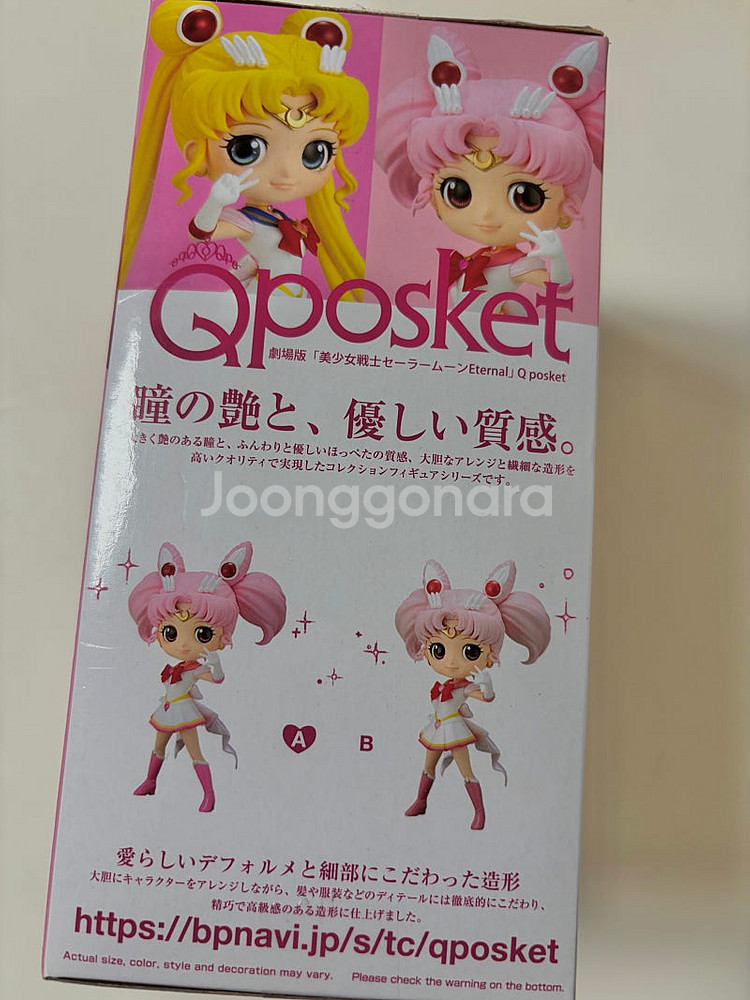 Qposket
劇場版「美少女戦士セーラームーンEternal」Q posket
瞳の艶と、優しい質感。
大きく艶のある瞳と、ふんわりと優しいほっぺたの質感、大胆なアレンジと繊細な造形を
高いクオリティで実現したコレクションフィギュアシリーズです。
Joonggonara
A B
愛らしいデフォルメと細部にこだわった造形
大胆にキャラクターをアレンジしながら、髪や服装などのディテールには徹底的にこだわり、
精巧で高級感のある造形に仕上げました。
https://bpnavi.jp/s/tc/qposket
Actual size, color, style and decoration may vary. Please check the warning on the bottom.